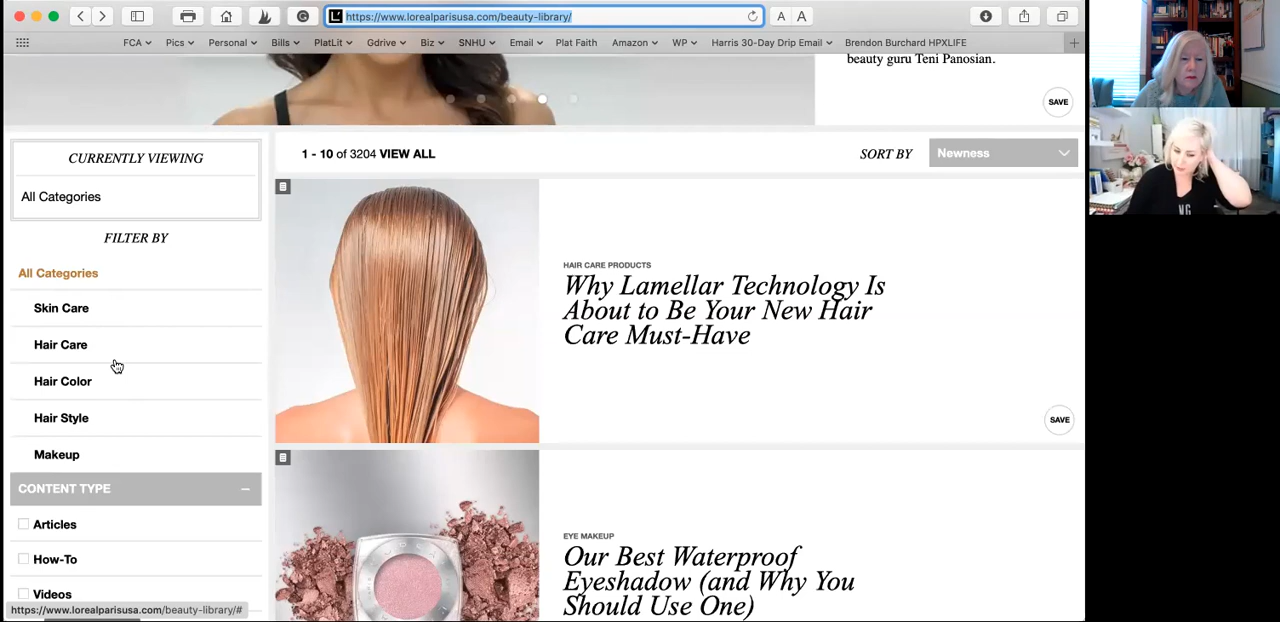 https://www.lorealparisusa.com/beauty-library/
A A
FCA Pics Personal Bills PlatLit Gdrive Biz SNHU Email Plat Faith Amazon WP Harris 30-Day Drip Email Brendon Burchard HPXLIFE
beauty guru Teni Panosian.
SAVE
CURRENTLY VIEWING
All Categories
FILTER BY
All Categories
Skin Care
Hair Care
Hair Color
Hair Style
Makeup
CONTENT TYPE
Articles
How-To
Videos
https://www.lorealparisusa.com/beauty-library/#
1 - 10 of 3204 VIEW ALL
SORT BY Newness
HAIR CARE PRODUCTS
Why Lamellar Technology Is
About to Be Your New Hair
Care Must-Have
SAVE
EYE MAKEUP
Our Best Waterproof
Eyeshadow (and Why You
Should Use One)